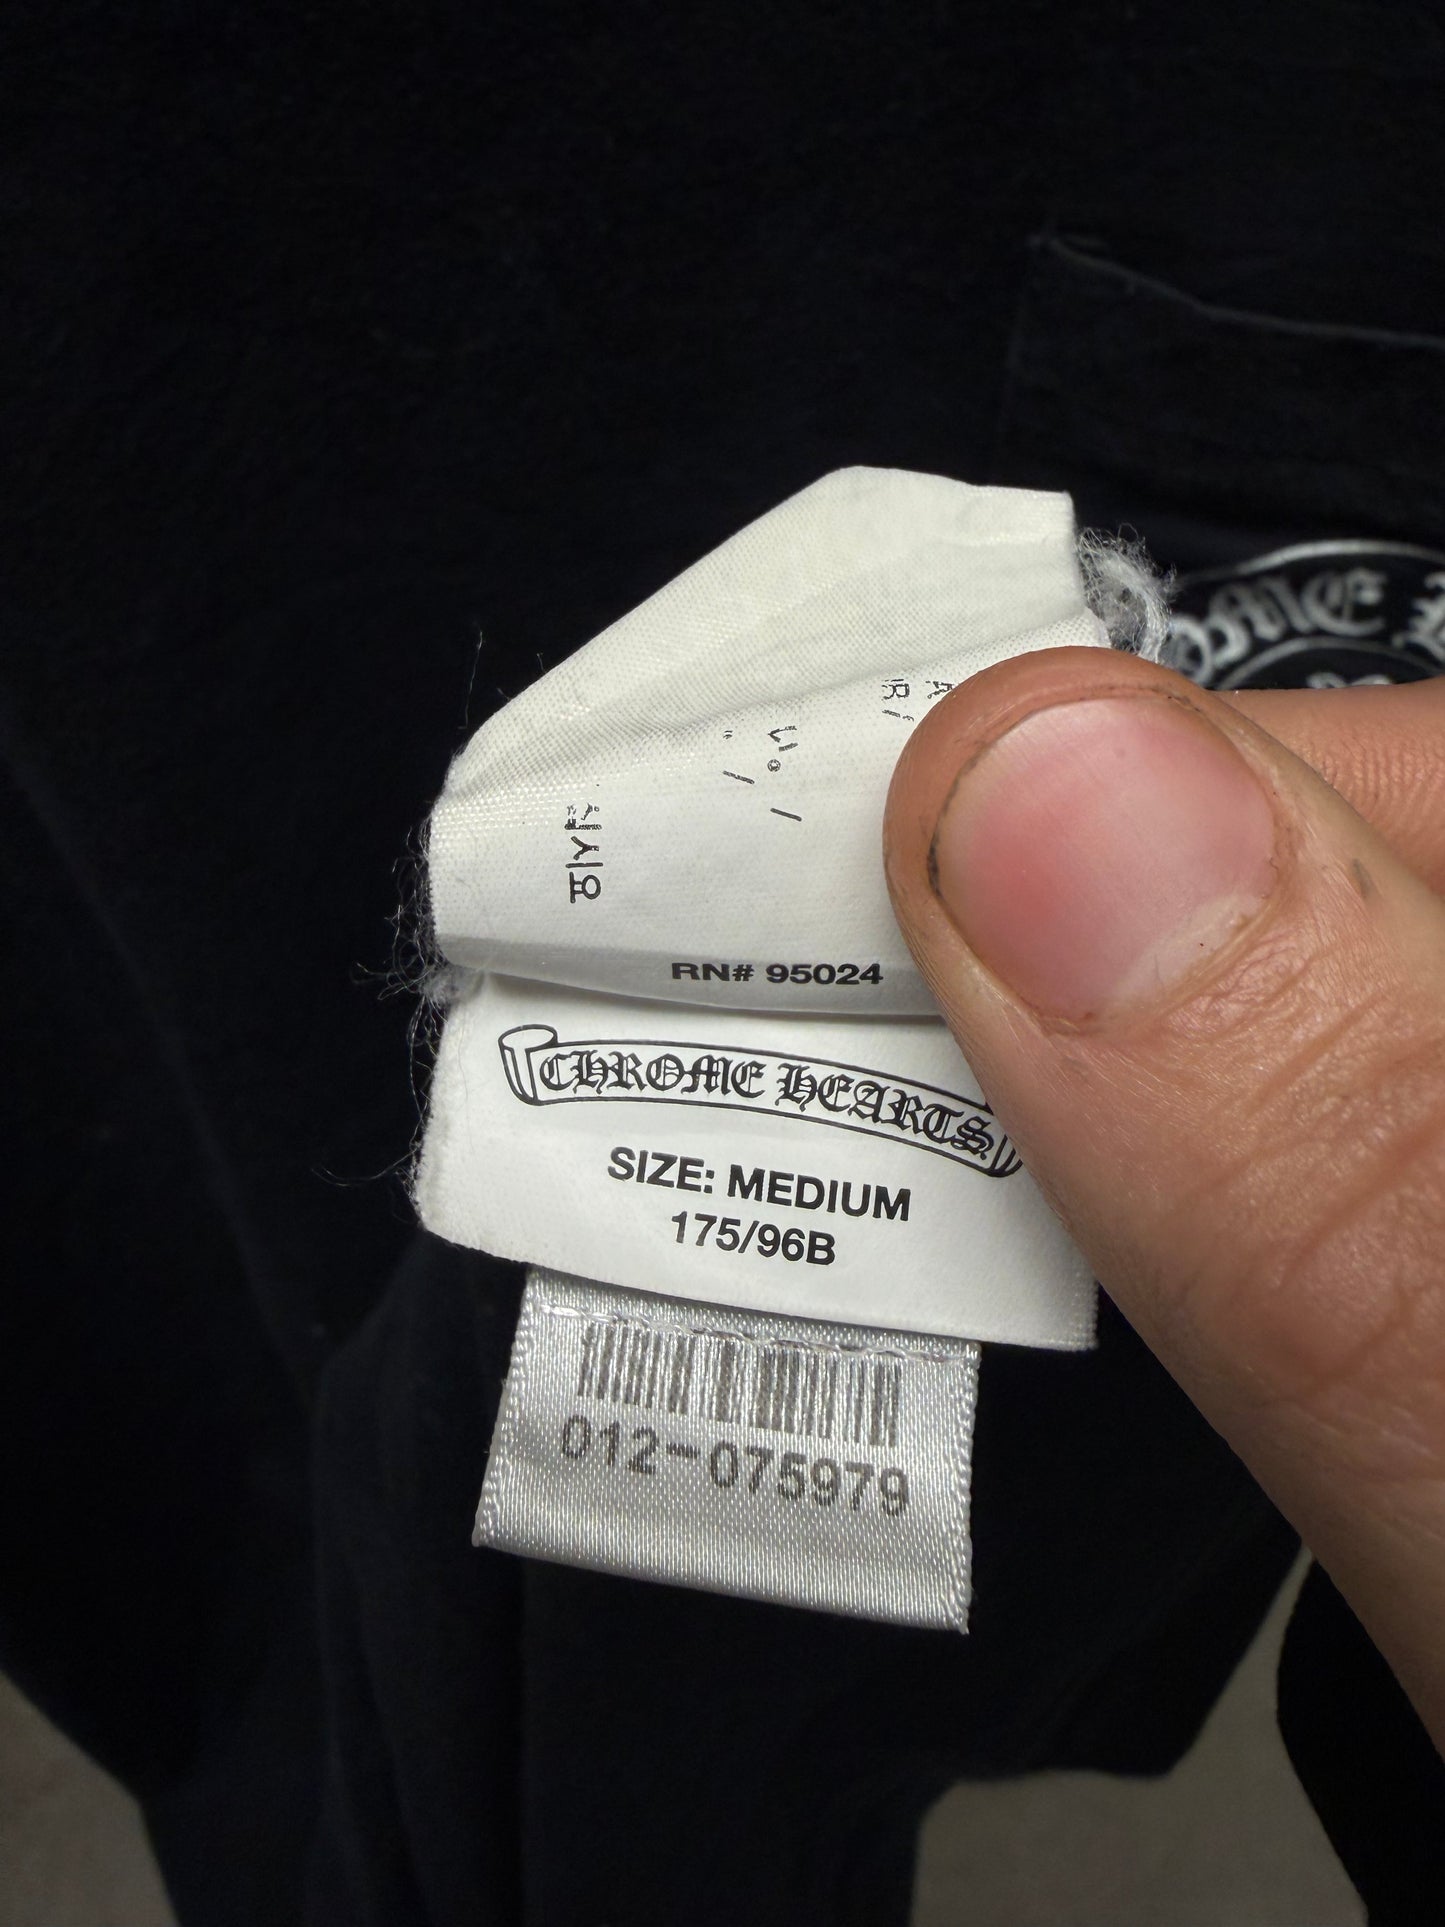 RN# 95024
CHROME HEARTS
SIZE: MEDIUM
175/96B
012-075979